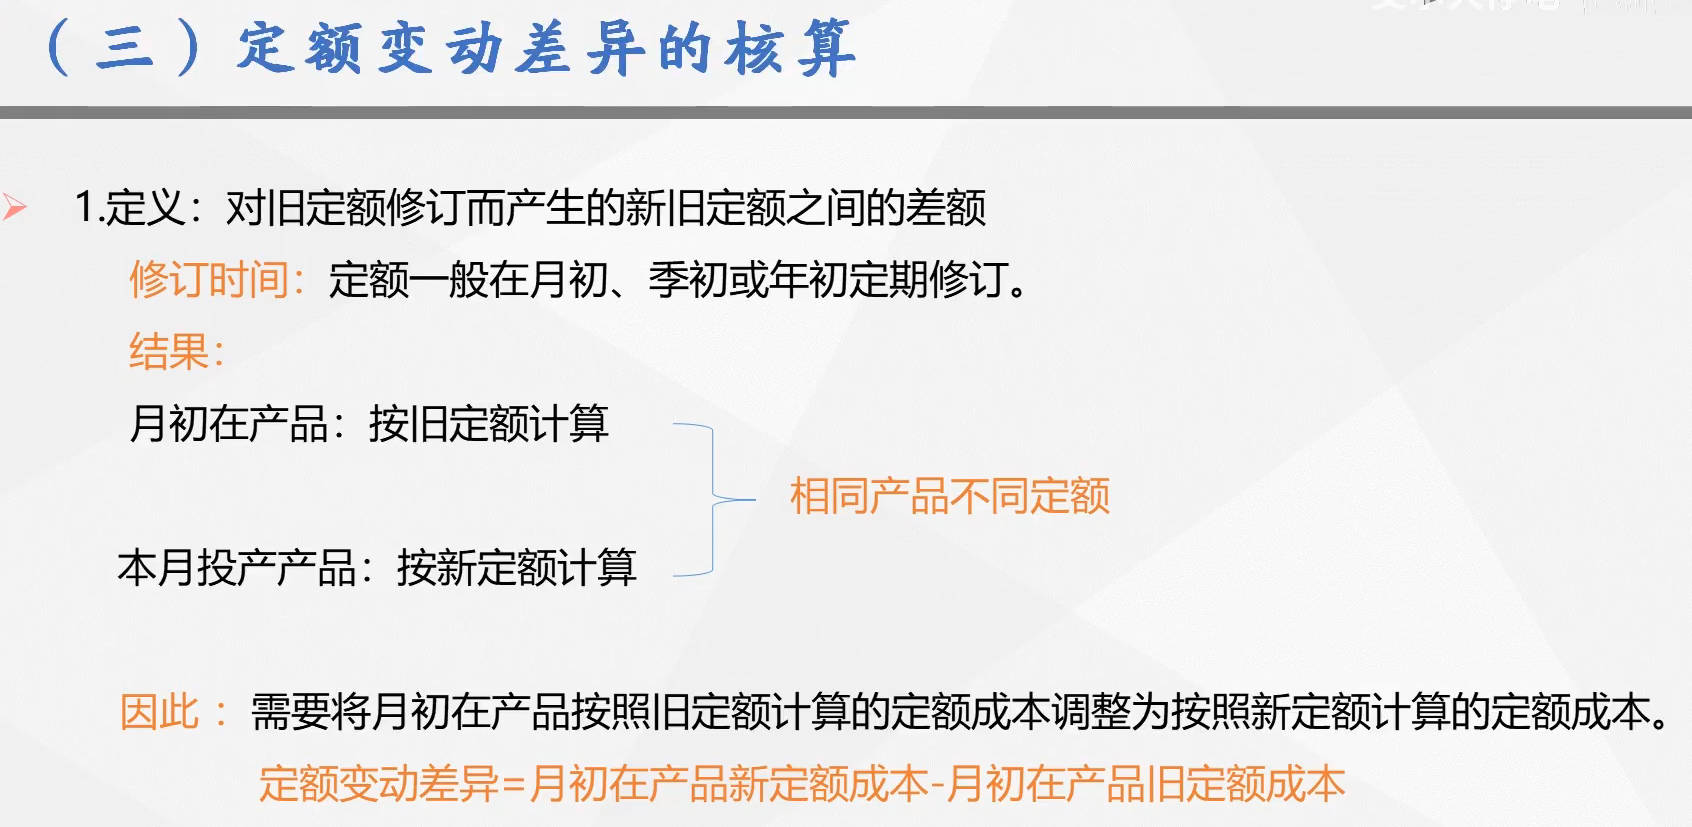 （三）定额变动差异的核算
1.定义：对旧定额修订而产生的新旧定额之间的差额
修订时间：定额一般在月初、季初或年初定期修订。
结果：
月初在产品：按旧定额计算
相同产品不同定额
本月投产产品：按新定额计算
因此：需要将月初在产品按照旧定额计算的定额成本调整为按照新定额计算的定额成本。
定额变动差异=月初在产品新定额成本-月初在产品旧定额成本